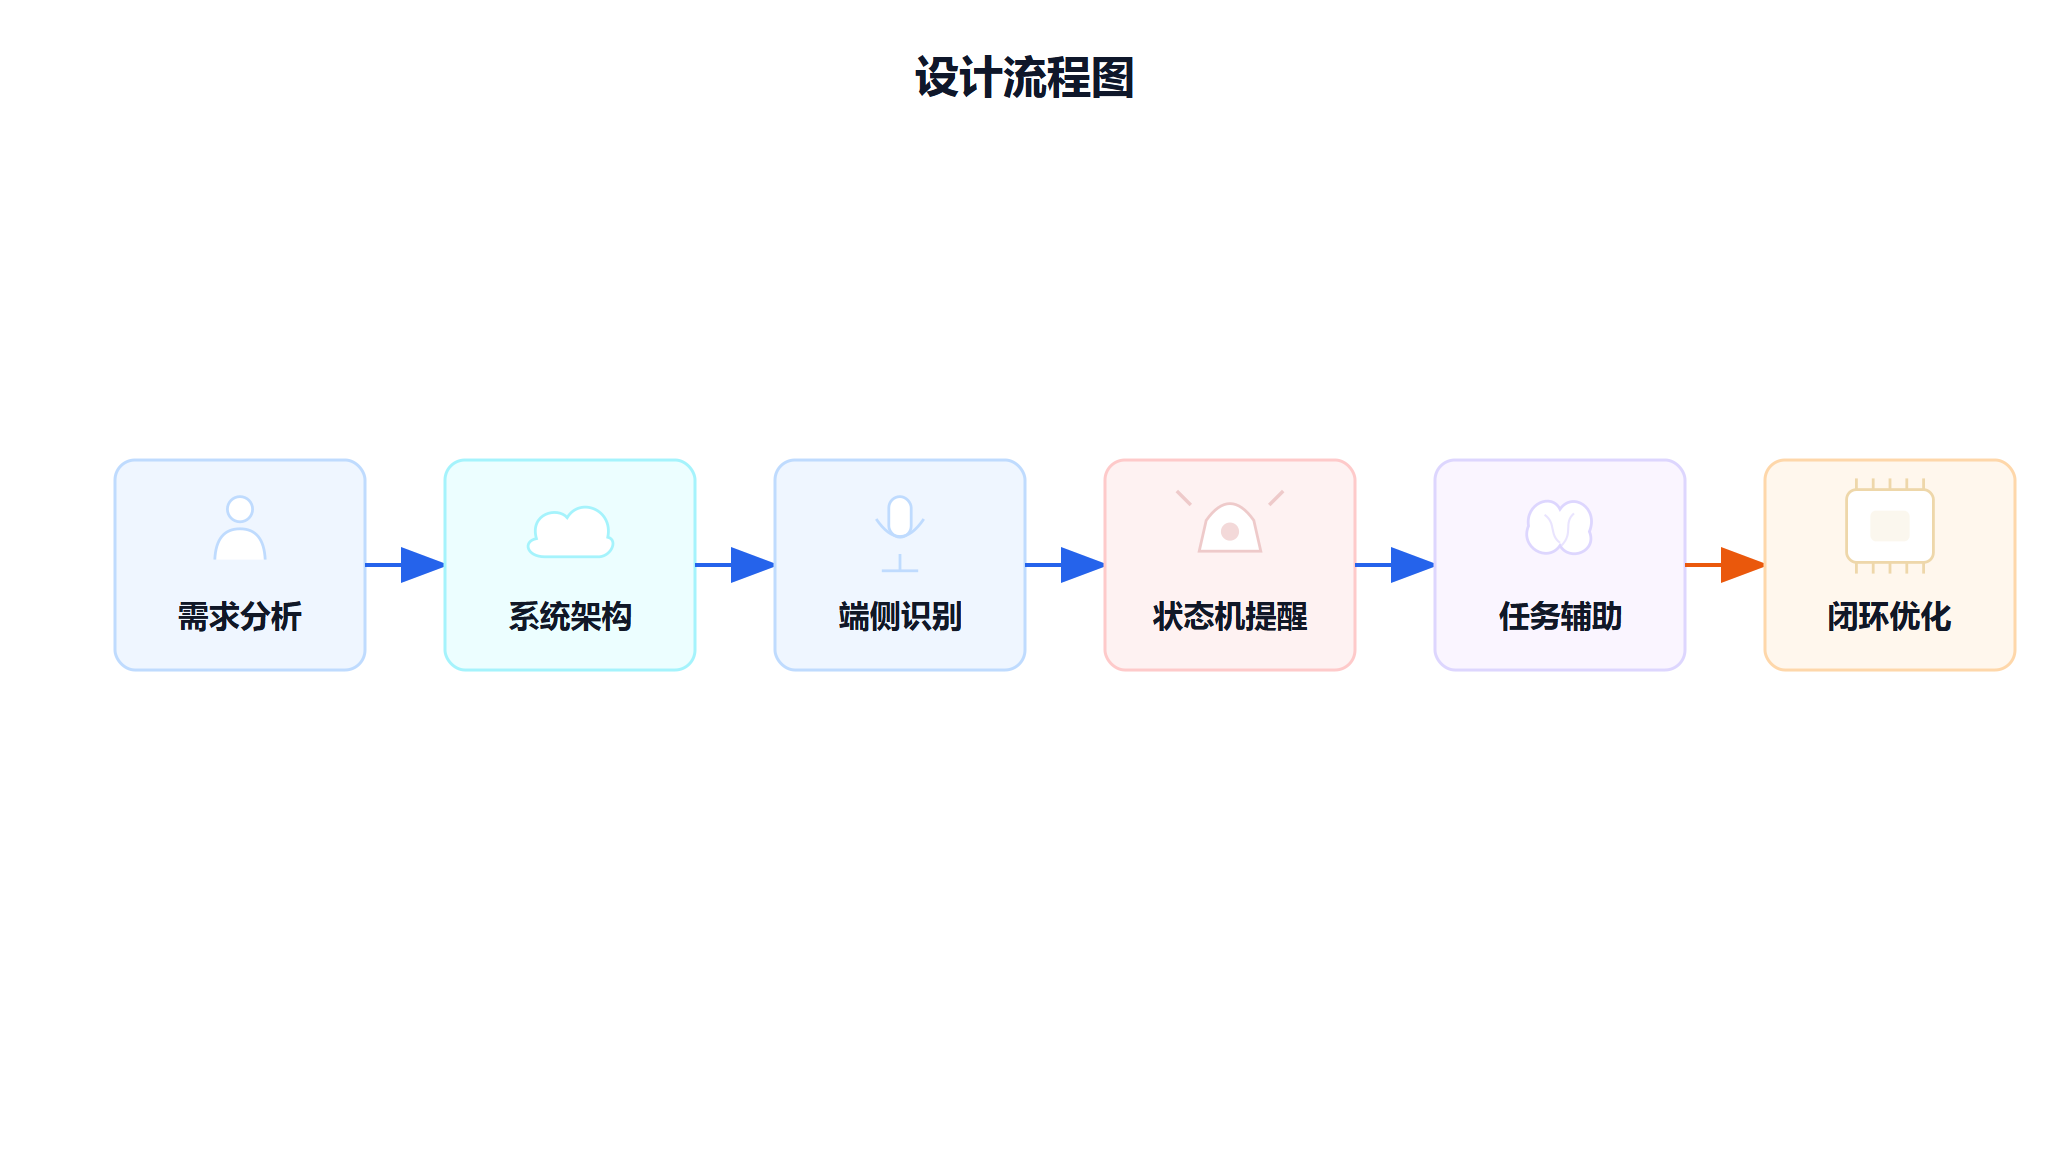 设计流程图
需求分析
系统架构
端侧识别
状态机提醒
任务辅助
闭环优化